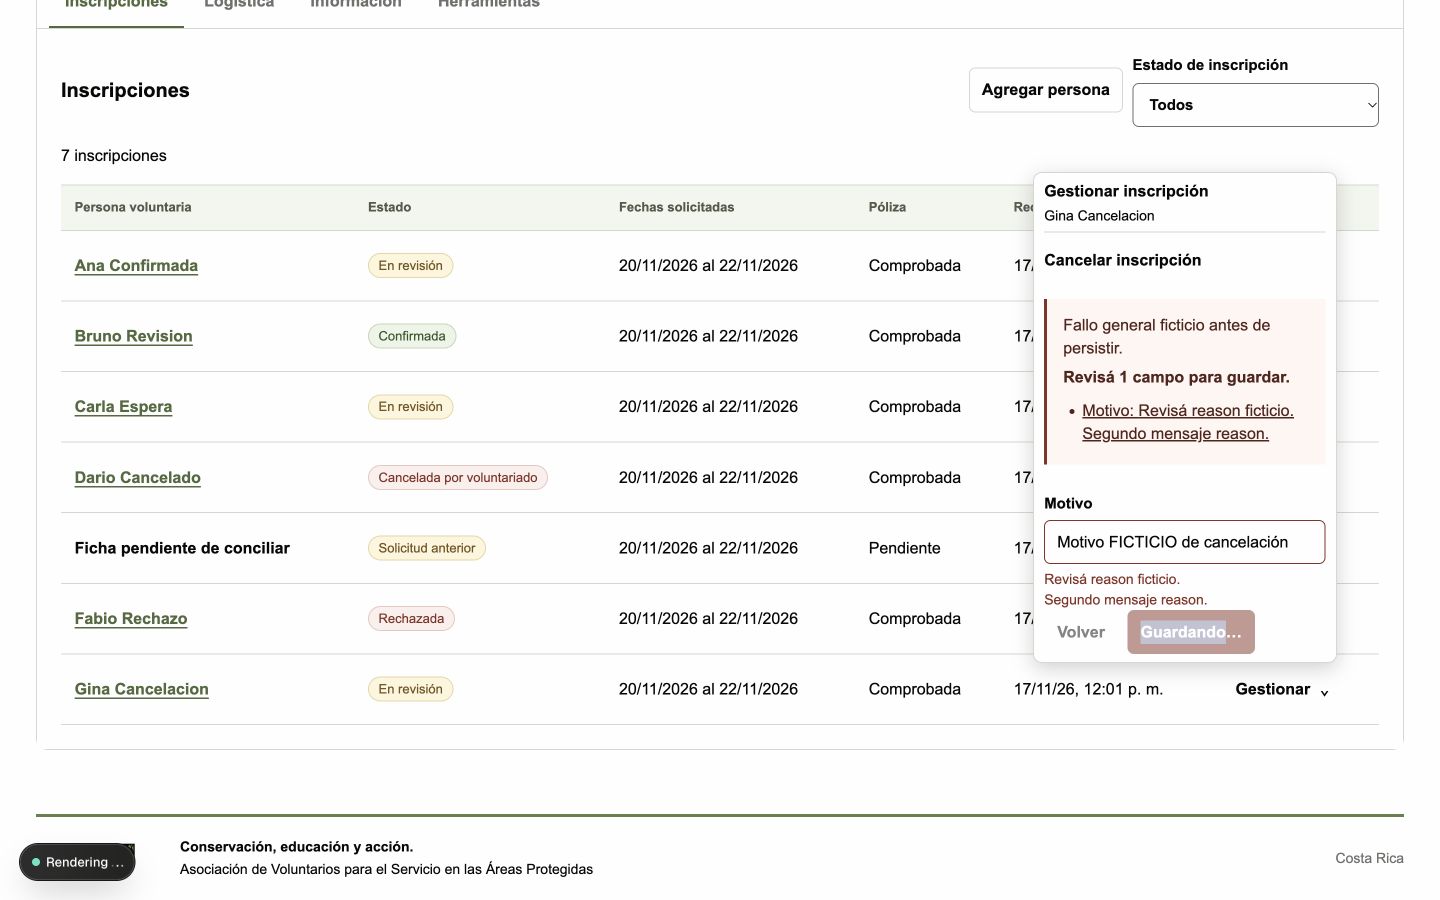 Inscripciones Logística Información Herramientas
Estado de inscripción
Inscripciones
Agregar persona
Todos
7 inscripciones
Persona voluntaria Estado Fechas solicitadas Póliza
Ana Confirmada En revisión 20/11/2026 al 22/11/2026 Comprobada
Bruno Revision Confirmada 20/11/2026 al 22/11/2026 Comprobada
Carla Espera En revisión 20/11/2026 al 22/11/2026 Comprobada
Dario Cancelado Cancelada por voluntariado 20/11/2026 al 22/11/2026 Comprobada
Ficha pendiente de conciliar Solicitud anterior 20/11/2026 al 22/11/2026 Pendiente
Fabio Rechazo Rechazada 20/11/2026 al 22/11/2026 Comprobada
Gina Cancelacion En revisión 20/11/2026 al 22/11/2026 Comprobada 17/11/26, 12:01 p. m. Gestionar
Gestionar inscripción
Gina Cancelacion
Cancelar inscripción
Fallo general ficticio antes de
persistir.
Revisá 1 campo para guardar.
• Motivo: Revisá reason ficticio.
Segundo mensaje reason.
Motivo
Motivo FICTICIO de cancelación
Revisá reason ficticio.
Segundo mensaje reason.
Volver Guardando...
Conservación, educación y acción.
Asociación de Voluntarios para el Servicio en las Áreas Protegidas
Costa Rica
Rendering ...